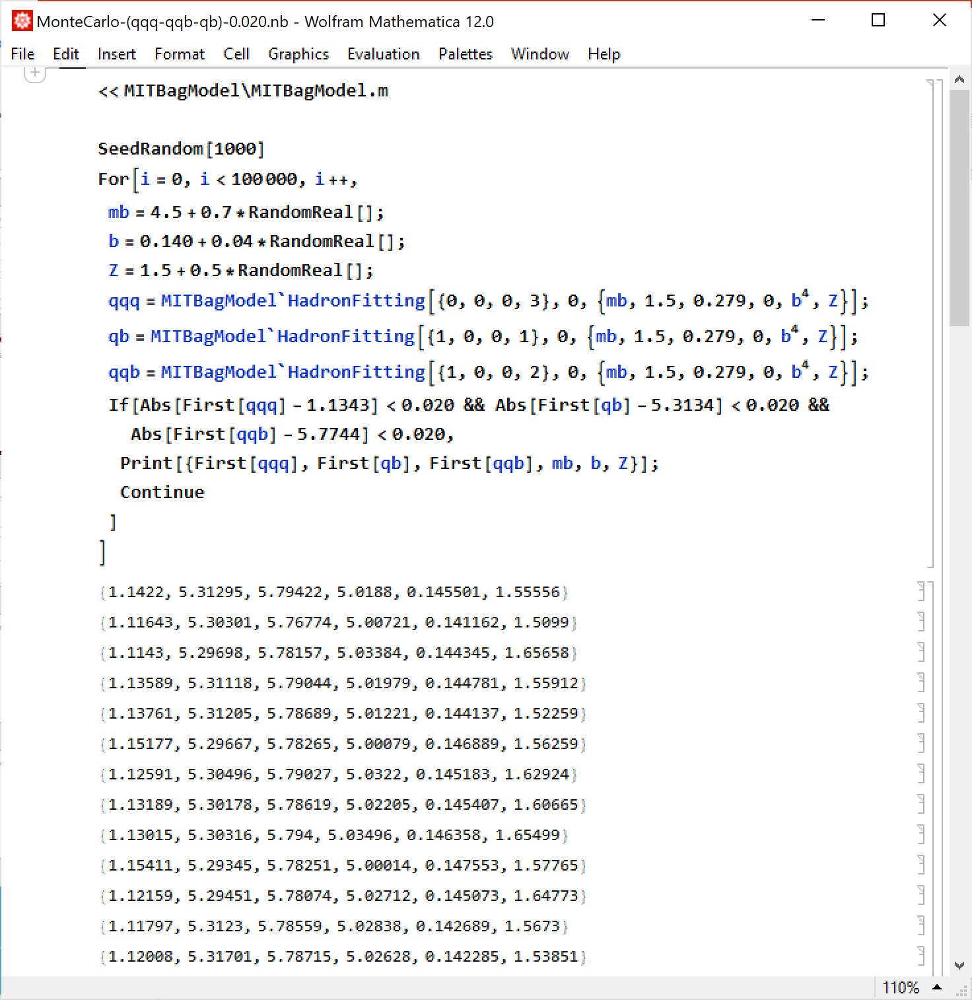 MonteCarlo-(qqq-qqb-qb)-0.020.nb - Wolfram Mathematica 12.0
File Edit Insert Format Cell Graphics Evaluation Palettes Window Help
<< MITBagModel\MITBagModel.m
SeedRandom[1000]
For[i = 0, i < 100000, i++,
mb = 4.5 + 0.7 * RandomReal[];
b = 0.140 + 0.04 * RandomReal[];
Z = 1.5 + 0.5 * RandomReal[];
qqq = MITBagModel`HadronFitting[{0, 0, 0, 3}, 0, {mb, 1.5, 0.279, 0, b⁴, Z}];
qb = MITBagModel`HadronFitting[{1, 0, 0, 1}, 0, {mb, 1.5, 0.279, 0, b⁴, Z}];
qqb = MITBagModel`HadronFitting[{1, 0, 0, 2}, 0, {mb, 1.5, 0.279, 0, b⁴, Z}];
If[Abs[First[qqq] - 1.1343] < 0.020 && Abs[First[qb] - 5.3134] < 0.020 &&
Abs[First[qqb] - 5.7744] < 0.020,
Print[{First[qqq], First[qb], First[qqb], mb, b, Z}];
Continue
]
]
{1.1422, 5.31295, 5.79422, 5.0188, 0.145501, 1.55556}
{1.11643, 5.30301, 5.76774, 5.00721, 0.141162, 1.5099}
{1.1143, 5.29698, 5.78157, 5.03384, 0.144345, 1.65658}
{1.13589, 5.31118, 5.79044, 5.01979, 0.144781, 1.55912}
{1.13761, 5.31205, 5.78689, 5.01221, 0.144137, 1.52259}
{1.15177, 5.29667, 5.78265, 5.00079, 0.146889, 1.56259}
{1.12591, 5.30496, 5.79027, 5.0322, 0.145183, 1.62924}
{1.13189, 5.30178, 5.78619, 5.02205, 0.145407, 1.60665}
{1.13015, 5.30316, 5.794, 5.03496, 0.146358, 1.65499}
{1.15411, 5.29345, 5.78251, 5.00014, 0.147553, 1.57765}
{1.12159, 5.29451, 5.78074, 5.02712, 0.145073, 1.64773}
{1.11797, 5.3123, 5.78559, 5.02838, 0.142689, 1.5673}
{1.12008, 5.31701, 5.78715, 5.02628, 0.142285, 1.53851}
110%